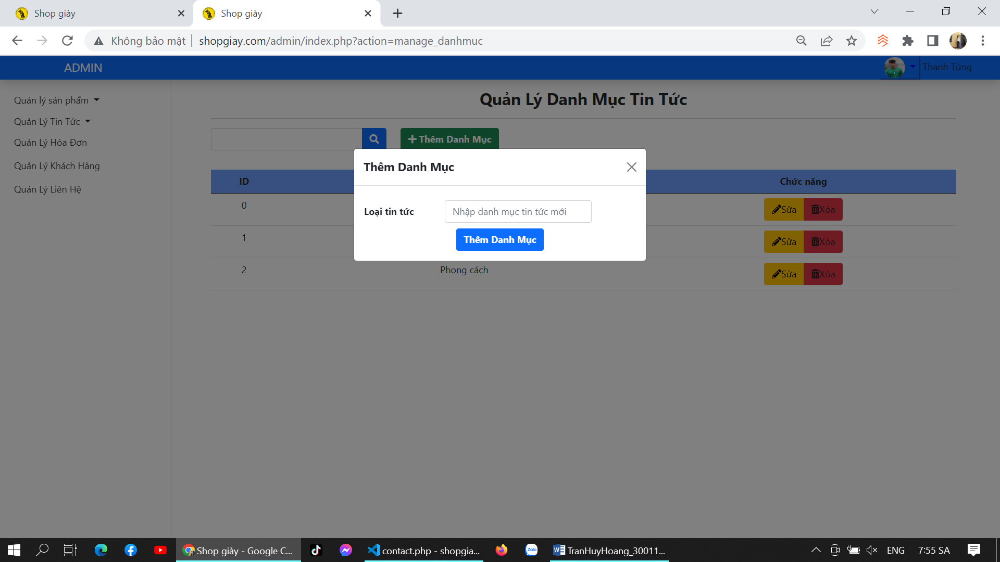 Shop giày
Shop giày
Không bảo mật | shopgiay.com/admin/index.php?action=manage_danhmuc
ADMIN
Thanh Tùng
Quản lý sản phẩm
Quản Lý Tin Tức
Quản Lý Hóa Đơn
Quản Lý Khách Hàng
Quản Lý Liên Hệ
Quản Lý Danh Mục Tin Tức
Thêm Danh Mục
Thêm Danh Mục
Loại tin tức
Nhập danh mục tin tức mới
Thêm Danh Mục
ID
Chức năng
0
Sửa Xóa
1
Sửa Xóa
2
Phong cách
Sửa Xóa
Shop giày - Google C...
contact.php - shopgia...
Zalo
TranHuyHoang_30011...
ENG
7:55 SA